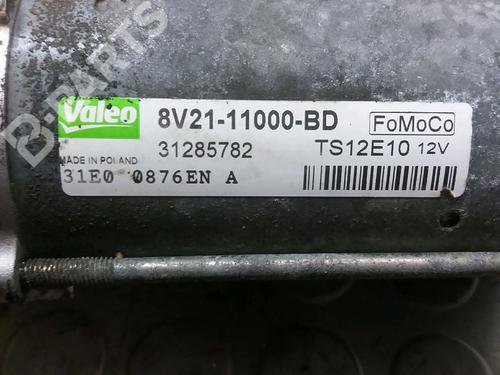 B-PARTS
Valeo
8V21-11000-BD
FoMoCo
31285782
TS12E10 12V
MADE IN POLAND
31E0 0876EN A